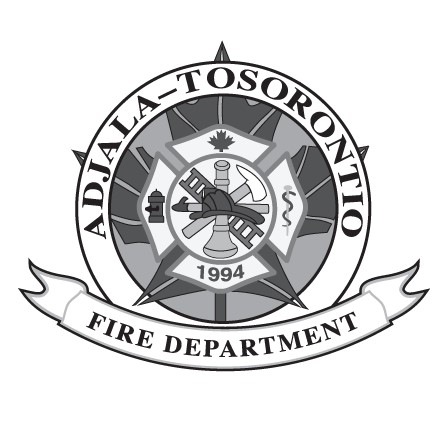 ADJALA-TOSORONTIO
1994
FIRE DEPARTMENT